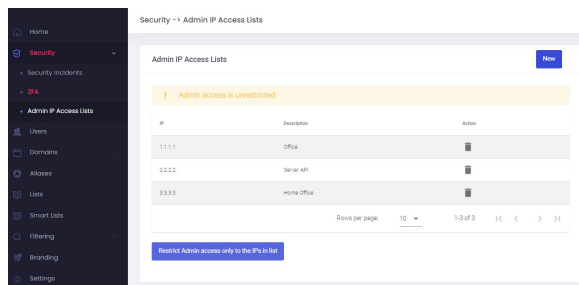 Security -> Admin IP Access Lists
Home
Security
Security Incidents
2FA
Admin IP Access Lists
Users
Domains
Aliases
Lists
Smart Lists
Filtering
Branding
Settings
Admin IP Access Lists
New
! Admin access is unrestricted
IP Description Action
1.1.1.1 Office
2.2.2.2 Server API
3.3.3.3 Home Office
Rows per page: 10 1-3 of 3
Restrict Admin access only to the IPs in list